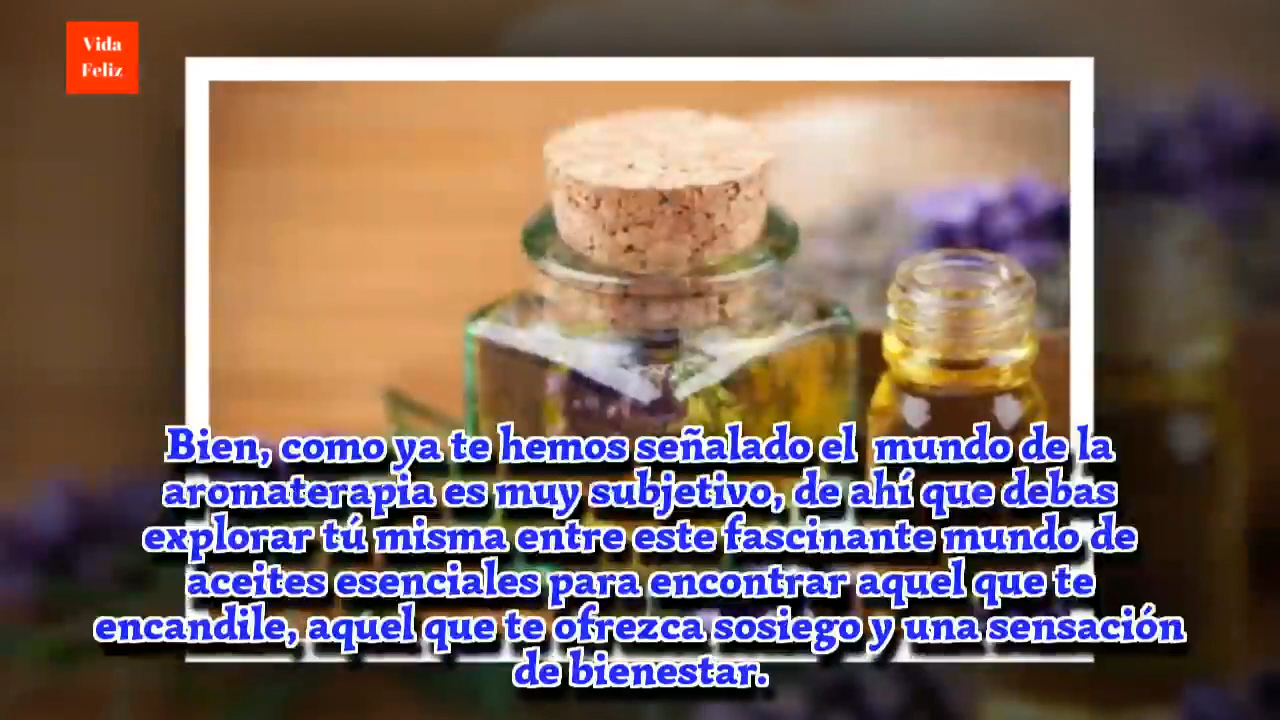 Vida
Feliz
Bien, como ya te hemos señalado el mundo de la
aromaterapia es muy subjetivo, de ahí que debas
explorar tú misma entre este fascinante mundo de
aceites esenciales para encontrar aquel que te
encandile, aquel que te ofrezca sosiego y una sensación
de bienestar.